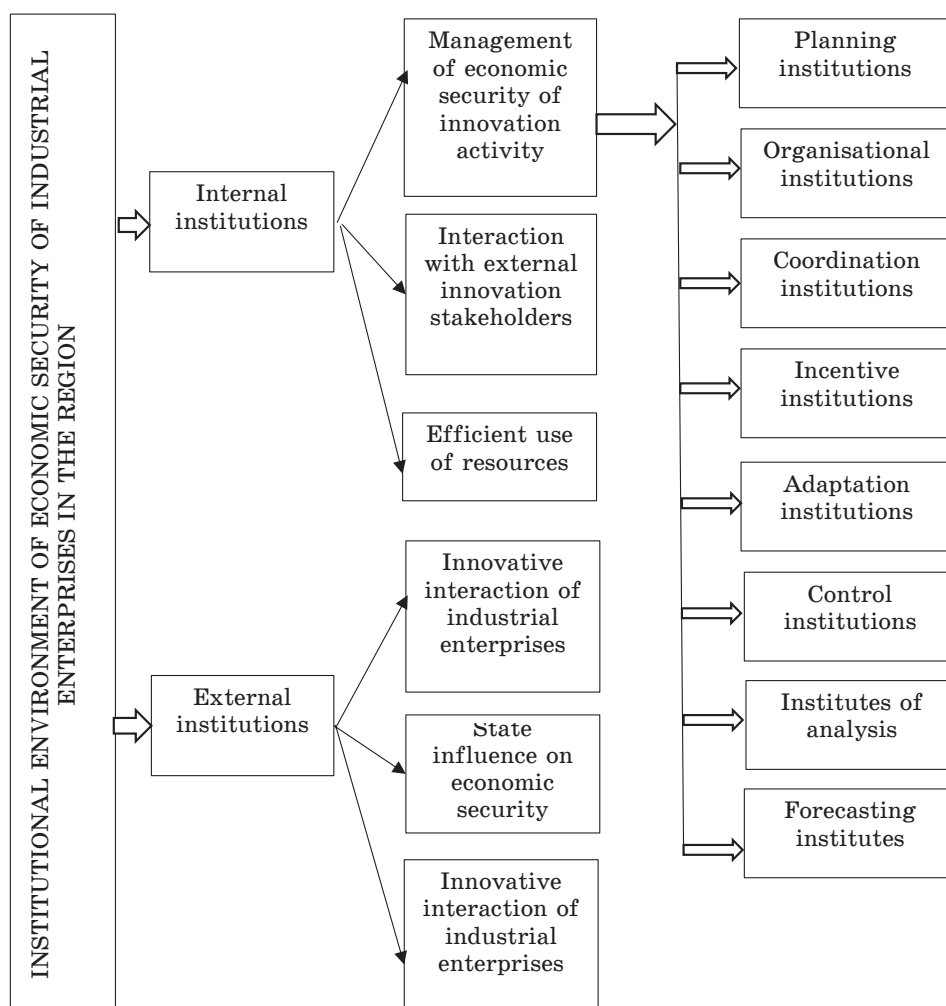 INSTITUTIONAL ENVIRONMENT OF ECONOMIC SECURITY OF INDUSTRIAL
ENTERPRISES IN THE REGION
Internal
institutions
External
institutions
Management
of economic
security of
innovation
activity
Interaction
with external
innovation
stakeholders
Efficient use
of resources
Innovative
interaction of
industrial
enterprises
State
influence on
economic
security
Innovative
interaction of
industrial
enterprises
Planning
institutions
Organisational
institutions
Coordination
institutions
Incentive
institutions
Adaptation
institutions
Control
institutions
Institutes of
analysis
Forecasting
institutes